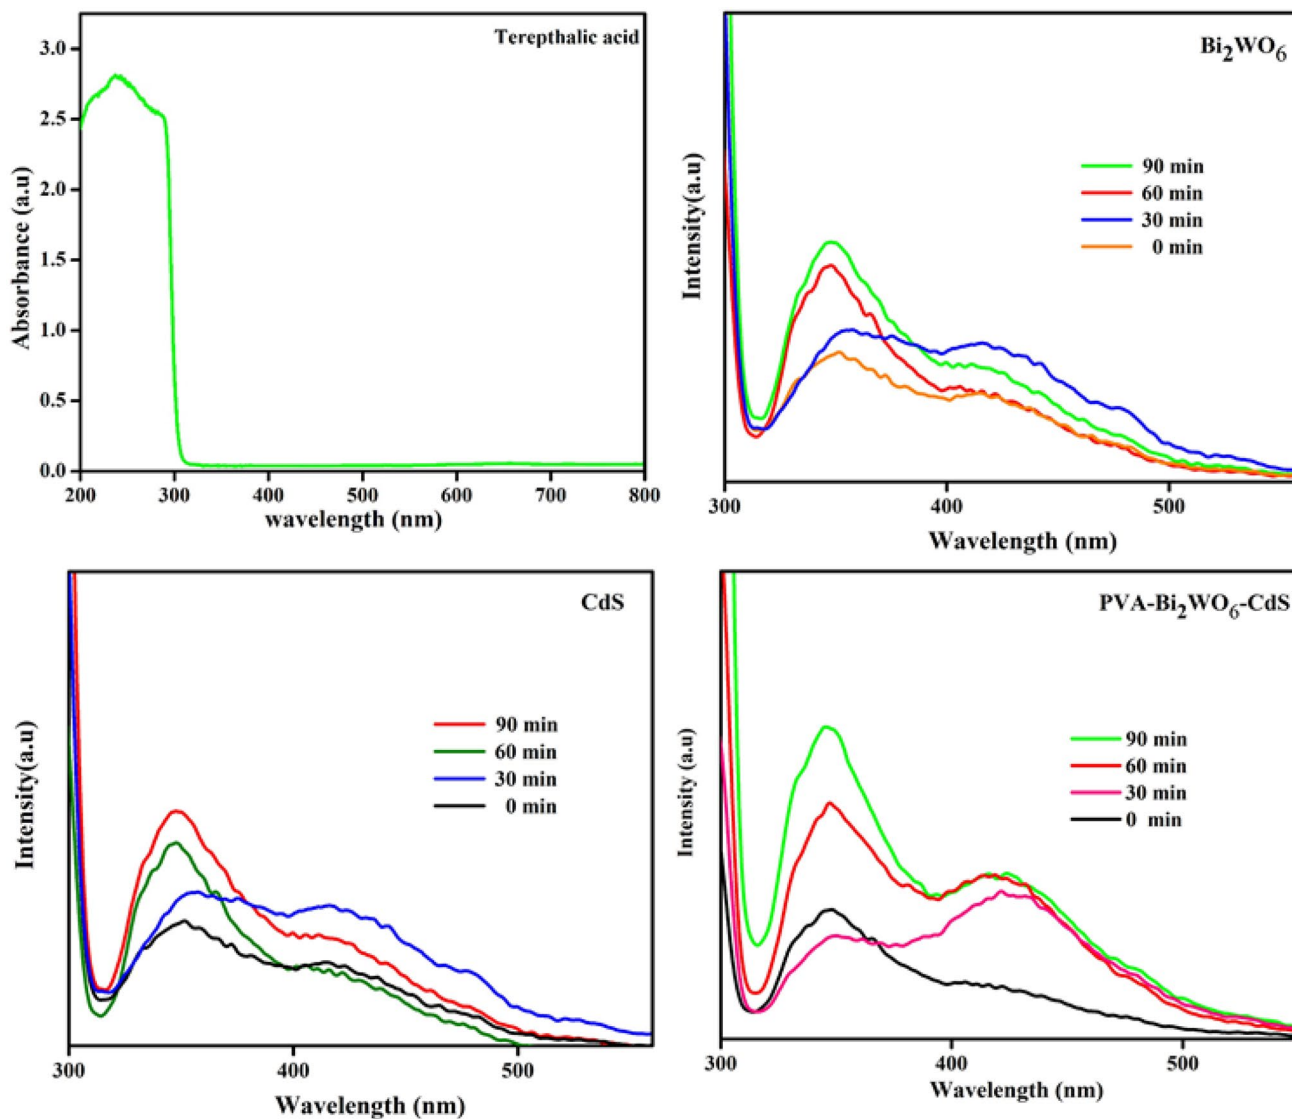 Terepthalic acid
3.0
2.5
2.0
1.5
1.0
0.5
0.0
Absorbance (a.u)
200 300 400 500 600 700 800
wavelength (nm)
Bi₂WO₆
90 min
60 min
30 min
0 min
Intensity(a.u)
300 400 500
Wavelength (nm)
CdS
90 min
60 min
30 min
0 min
Intensity(a.u)
300 400 500
Wavelength (nm)
PVA-Bi₂WO₆-CdS
90 min
60 min
30 min
0 min
Intensity (a.u)
300 400 500
Wavelength (nm)